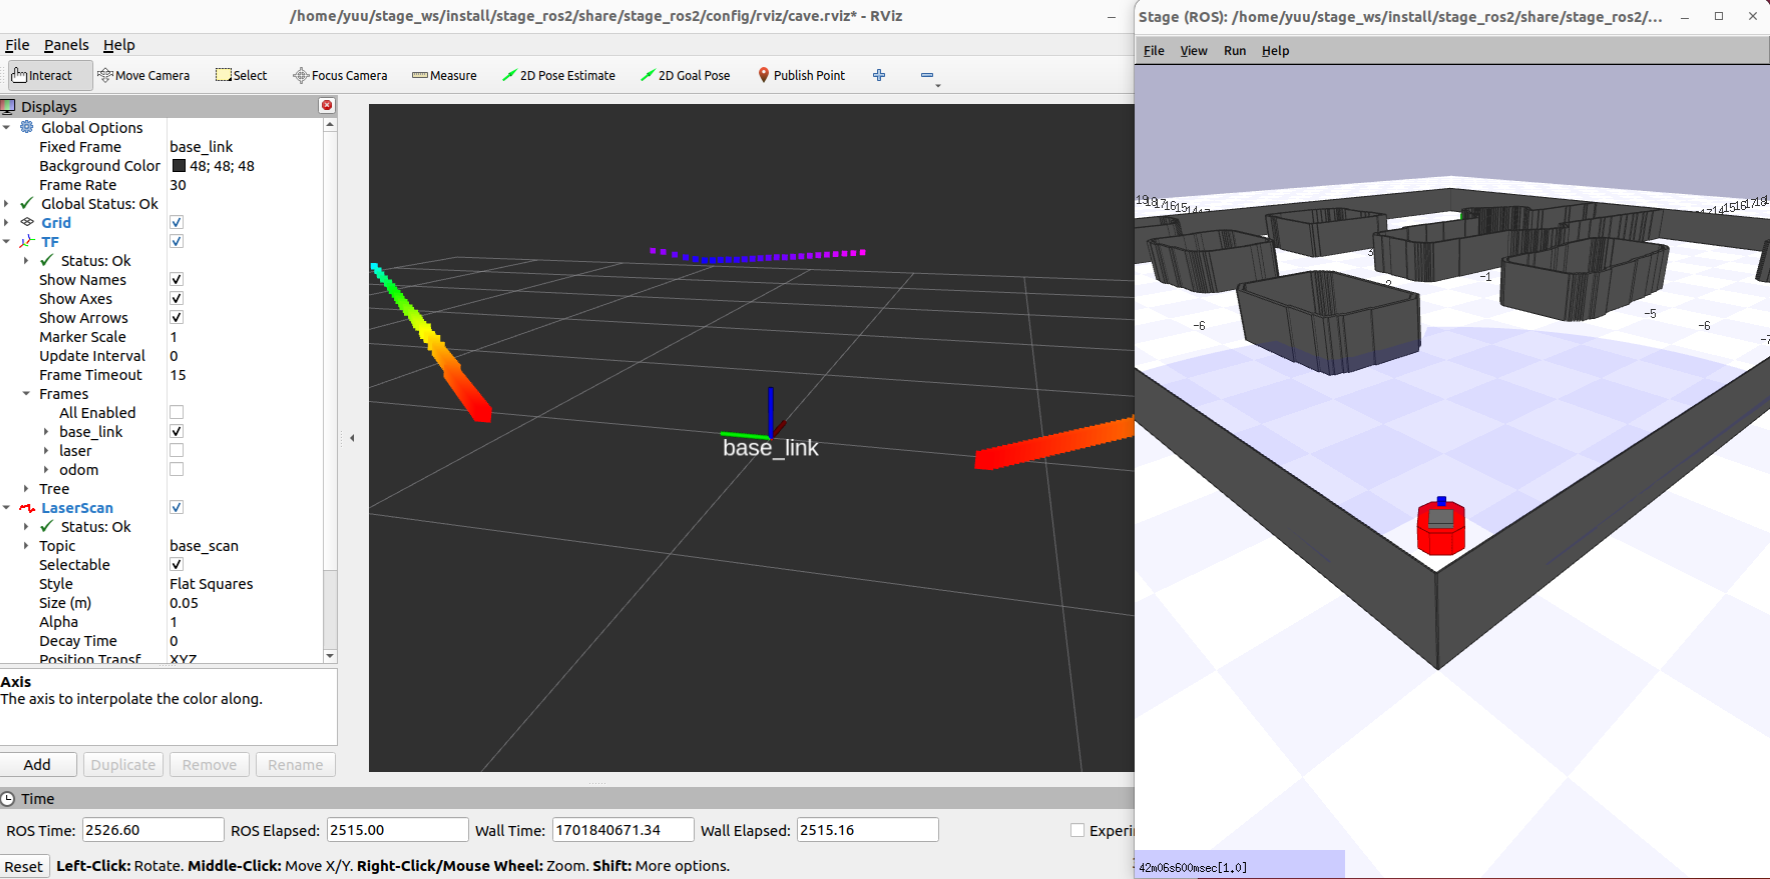 /home/yuu/stage_ws/install/stage_ros2/share/stage_ros2/config/rviz/cave.rviz* - RViz
File Panels Help
Interact Move Camera Select Focus Camera Measure 2D Pose Estimate 2D Goal Pose Publish Point
Displays
Global Options
Fixed Frame base_link
Background Color 48; 48; 48
Frame Rate 30
Global Status: Ok
Grid
TF
Status: Ok
Show Names
Show Axes
Show Arrows
Marker Scale 1
Update Interval 0
Frame Timeout 15
Frames
All Enabled
base_link
laser
odom
Tree
LaserScan
Status: Ok
Topic base_scan
Selectable
Style Flat Squares
Size (m) 0.05
Alpha 1
Decay Time 0
Position Transf XYZ
Axis
The axis to interpolate the color along.
Add Duplicate Remove Rename
base_link
Time
ROS Time: 2526.60 ROS Elapsed: 2515.00 Wall Time: 1701840671.34 Wall Elapsed: 2515.16 Experi
Reset Left-Click: Rotate. Middle-Click: Move X/Y. Right-Click/Mouse Wheel: Zoom. Shift: More options.
Stage (ROS): /home/yuu/stage_ws/install/stage_ros2/share/stage_ros2/...
File View Run Help
3
2
-1
-6
-5
-6
-7
42m06s600msec[1.0]